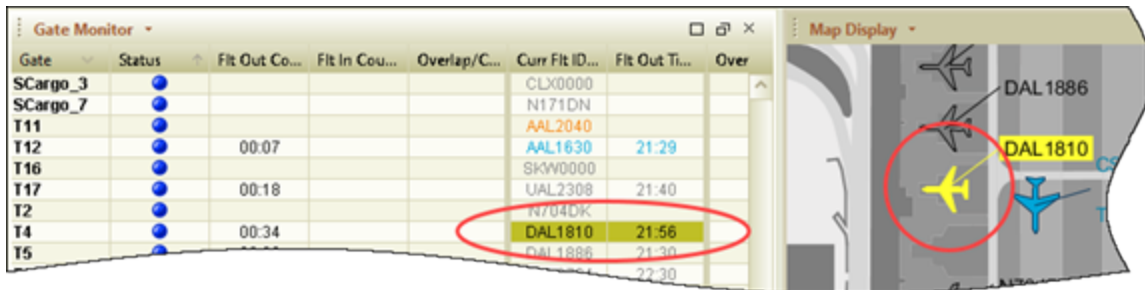 Gate Monitor
Gate Status Flt Out Co... Flt In Cou... Overlap/C... Curr Flt ID... Flt Out Ti... Over
SCargo_3 CLX0000
SCargo_7 N171DN
T11 AAL2040
T12 00:07 AAL1630 21:29
T16 SKW0000
T17 00:18 UAL2308 21:40
T2 N704DK
T4 00:34 DAL1810 21:56
T5 DAL1886 21:30
22:30
Map Display
DAL1886
DAL1810
CS
T